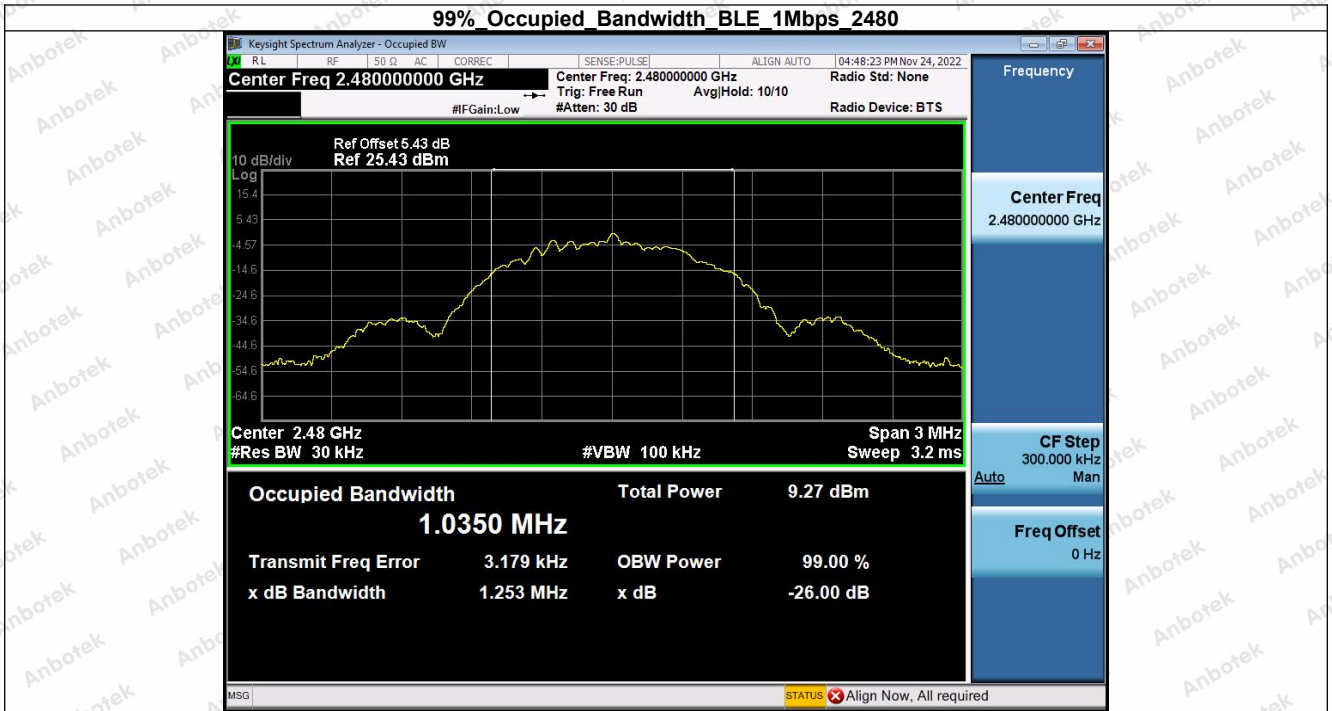 99%_Occupied_Bandwidth_BLE_1Mbps_2480
Keysight Spectrum Analyzer - Occupied BW
LXI RL RF 50 Ω AC CORREC SENSE:PULSE ALIGN AUTO 04:48:23 PM Nov 24, 2022
Center Freq 2.480000000 GHz
Center Freq: 2.480000000 GHz
Radio Std: None
Trig: Free Run Avg|Hold: 10/10
#IFGain:Low
#Atten: 30 dB
Radio Device: BTS
Ref Offset 5.43 dB
10 dB/div Ref 25.43 dBm
Log
15.4
5.43
-4.57
-14.6
-24.6
-34.6
-44.6
-54.6
-64.6
Center 2.48 GHz Span 3 MHz
#Res BW 30 kHz #VBW 100 kHz Sweep 3.2 ms
Occupied Bandwidth Total Power 9.27 dBm
1.0350 MHz
Transmit Freq Error 3.179 kHz OBW Power 99.00 %
x dB Bandwidth 1.253 MHz x dB -26.00 dB
MSG STATUS Align Now, All required
Frequency
Center Freq
2.480000000 GHz
CF Step
300.000 kHz
Auto Man
Freq Offset
0 Hz
Anbotek